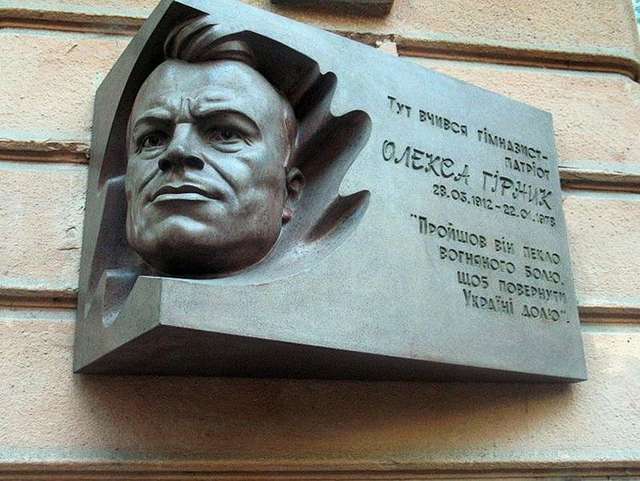 Тут вчився гімназист-
патріот
ОЛЕКСА ГІРНИК
28.03.1912 - 22.01.1978
"Пройшов він пекло
вогняного болю,
щоб повернути
Україні долю".